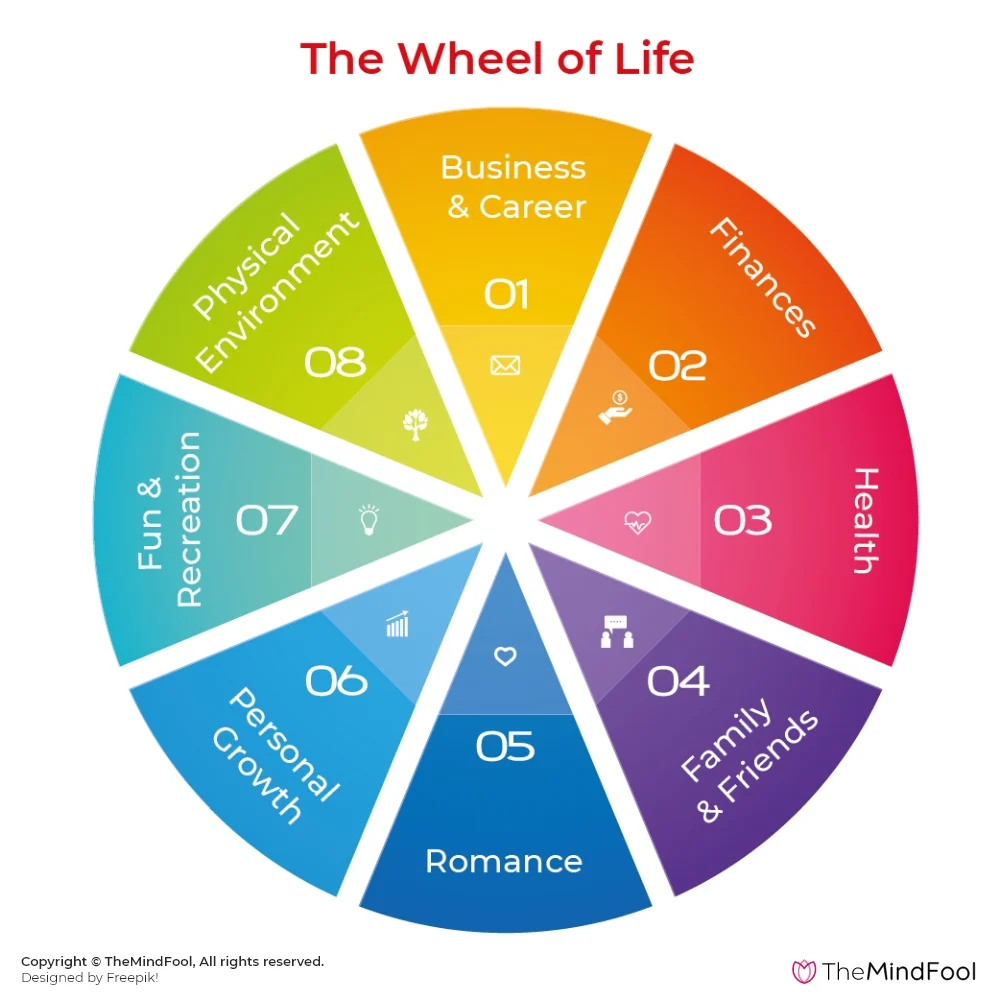 The Wheel of Life
Business
& Career
01
Finances
02
Health
03
Family
& Friends
04
Romance
05
Personal
Growth
06
Fun &
Recreation
07
Physical
Environment
08
$
Copyright © TheMindFool, All rights reserved.
Designed by Freepik!
TheMindFool